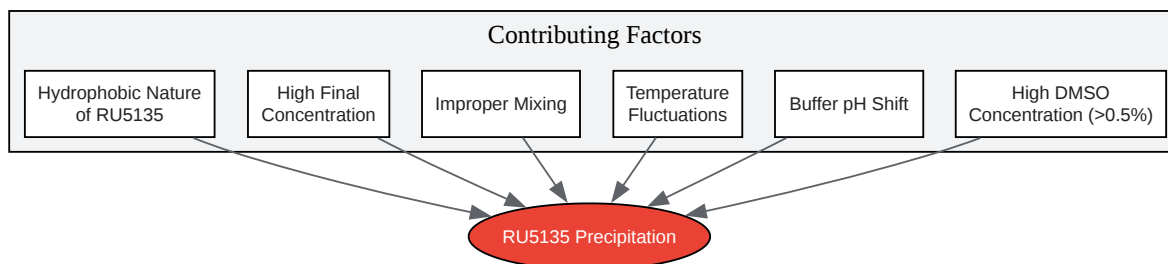 Contributing Factors
Hydrophobic Nature
of RU5135
High Final
Concentration
Improper Mixing
Temperature
Fluctuations
Buffer pH Shift
High DMSO
Concentration (>0.5%)
RU5135 Precipitation